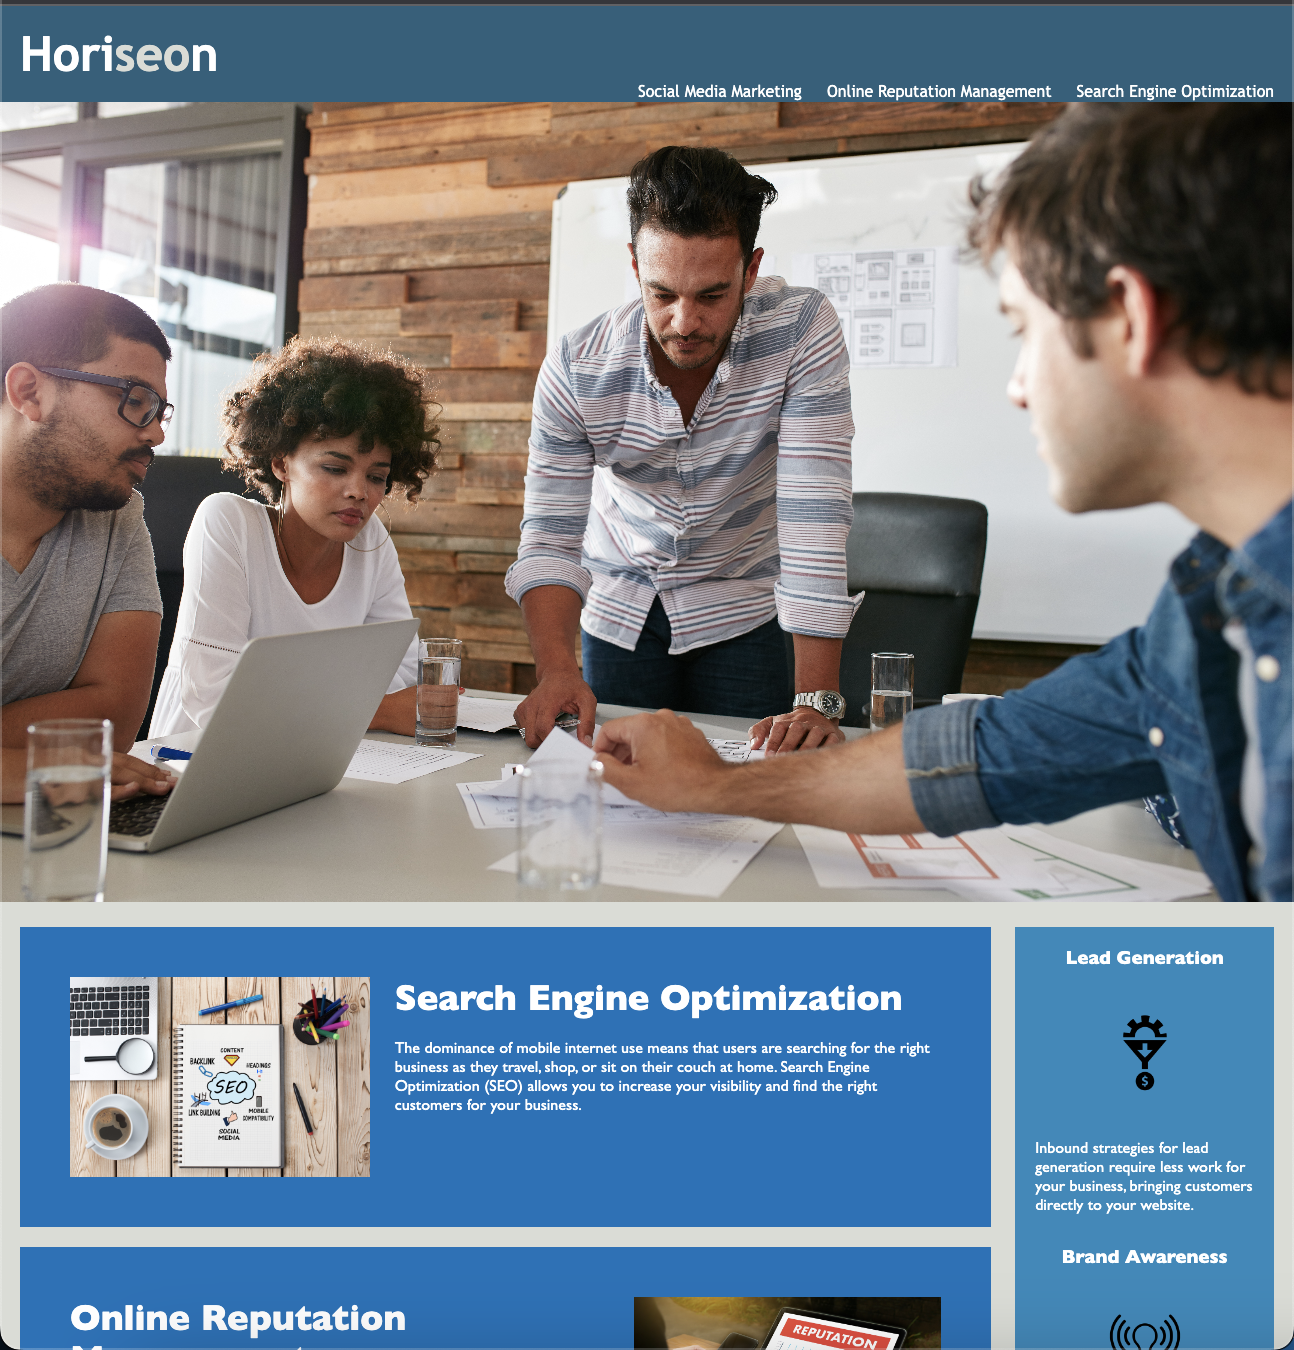 Horiseon
Social Media Marketing
Online Reputation Management
Search Engine Optimization
Search Engine Optimization
The dominance of mobile internet use means that users are searching for the right
business as they travel, shop, or sit on their couch at home. Search Engine
Optimization (SEO) allows you to increase your visibility and find the right
customers for your business.
CONTENT
BACKLINK
HEADINGS
SEO
LINK BUILDING
MOBILE
COMPATIBILITY
SOCIAL
MEDIA
Lead Generation
$
Inbound strategies for lead
generation require less work for
your business, bringing customers
directly to your website.
Brand Awareness
Online Reputation
REPUTATION